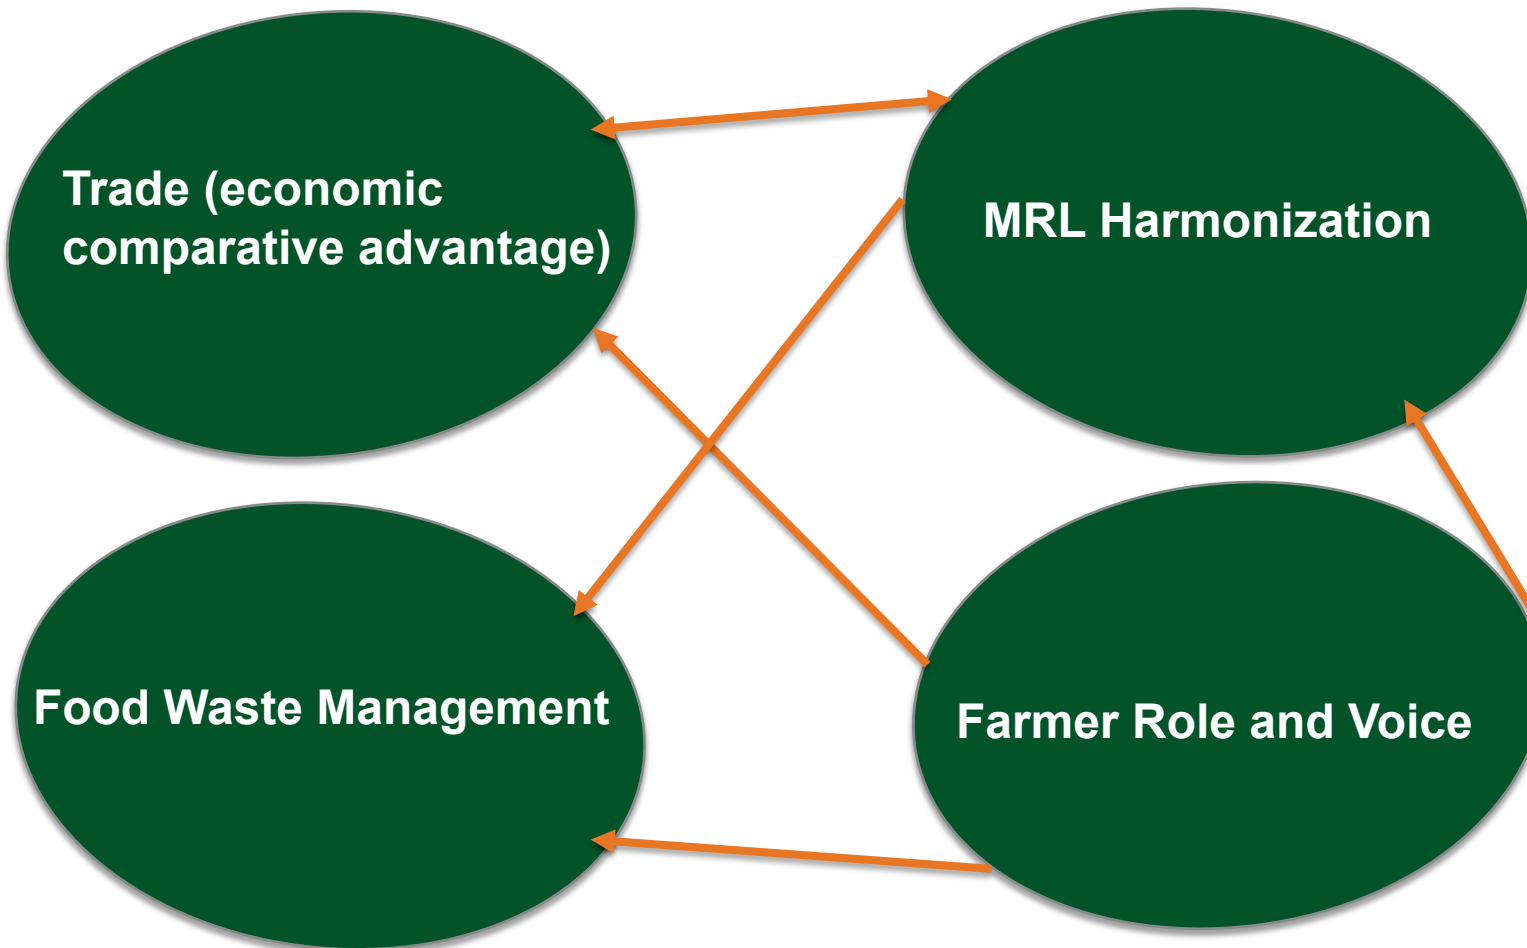 Trade (economic
comparative advantage)
MRL Harmonization
Food Waste Management
Farmer Role and Voice